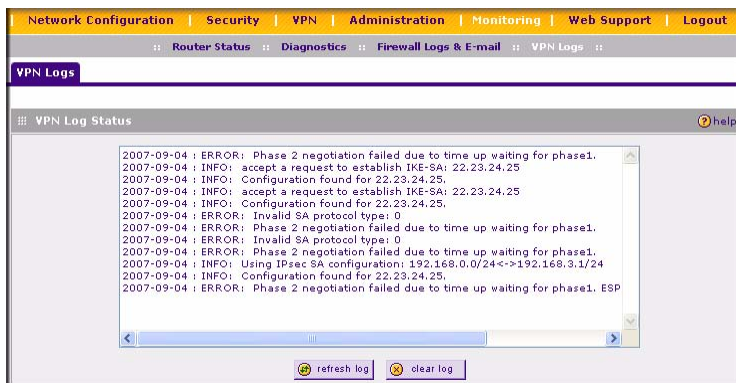 Network Configuration | Security | VPN | Administration | Monitoring | Web Support | Logout
:: Router Status :: Diagnostics :: Firewall Logs & E-mail :: VPN Logs ::
VPN Logs
VPN Log Status
? help
2007-09-04 : ERROR: Phase 2 negotiation failed due to time up waiting for phase1.
2007-09-04 : INFO: accept a request to establish IKE-SA: 22.23.24.25
2007-09-04 : INFO: Configuration found for 22.23.24.25.
2007-09-04 : INFO: accept a request to establish IKE-SA: 22.23.24.25
2007-09-04 : INFO: Configuration found for 22.23.24.25.
2007-09-04 : ERROR: Invalid SA protocol type: 0
2007-09-04 : ERROR: Phase 2 negotiation failed due to time up waiting for phase1.
2007-09-04 : ERROR: Invalid SA protocol type: 0
2007-09-04 : ERROR: Phase 2 negotiation failed due to time up waiting for phase1.
2007-09-04 : INFO: Using IPsec SA configuration: 192.168.0.0/24<->192.168.3.1/24
2007-09-04 : INFO: Configuration found for 22.23.24.25.
2007-09-04 : ERROR: Phase 2 negotiation failed due to time up waiting for phase1. ESP
refresh log
clear log